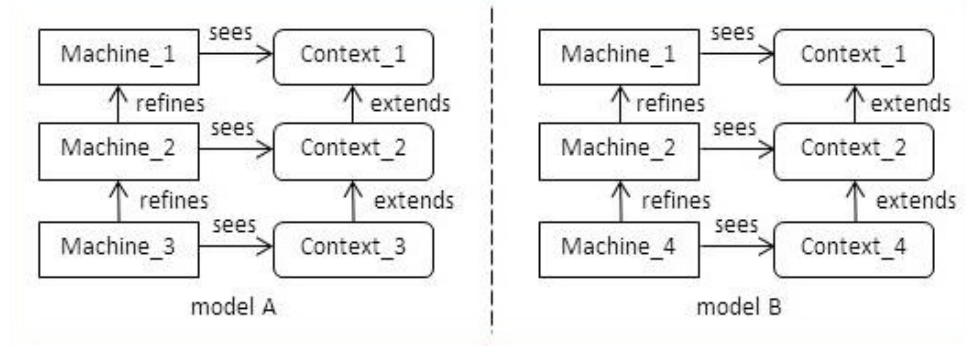 sees
Machine_1 Context_1
refines extends
sees
Machine_2 Context_2
refines extends
sees
Machine_3 Context_3
model A
sees
Machine_1 Context_1
refines extends
sees
Machine_2 Context_2
refines extends
sees
Machine_4 Context_4
model B